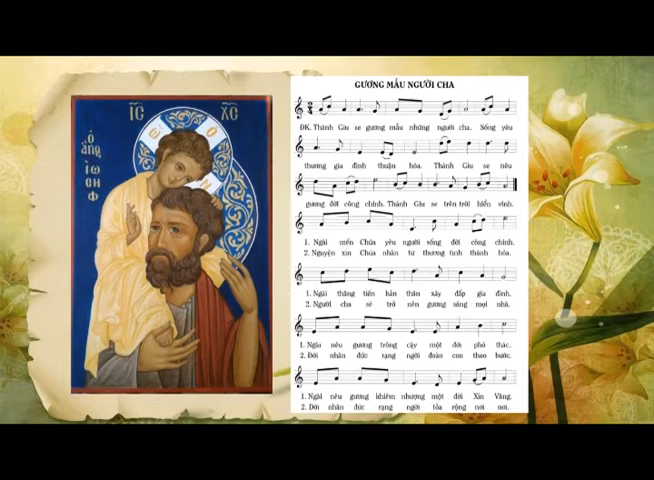 IC XC
Ο ΩΝ
ὁ
ἅγιος
ἰω
ΣΗ
Φ
GƯƠNG MẪU NGƯỜI CHA
ĐK. Thánh Giu se gương mẫu những người cha. Sống yêu
thương gia đình thuận hòa. Thánh Giu se nêu
gương đời công chính. Thánh Giu se trên trời hiển vinh.
1. Ngài mến Chúa yêu người sống đời công chính.
2. Nguyện xin Chúa nhân từ thương tình thánh hóa.
1. Ngài thăng tiến bản thân xây đắp gia đình.
2. Người cha sẽ trở nên gương sáng mọi nhà.
1. Ngài nêu gương trông cậy một đời phó thác.
2. Đời nhân đức rạng ngời đoàn con theo bước.
1. Ngài nêu gương khiêm nhượng một đời Xin Vâng.
2. Đời nhân đức rạng ngời tỏa rộng nơi nơi.